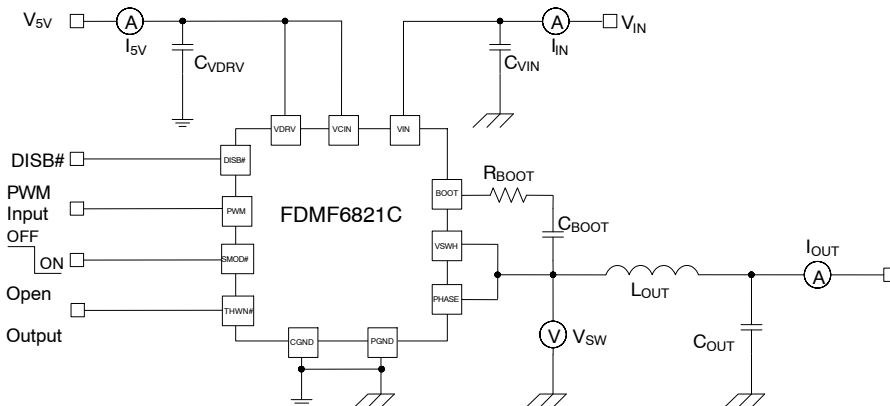 V5V
A
I5V
CVDRV
CVIN
A
IIN
VIN
VDRV
VCIN
VIN
DISB#
DISB#
PWM
Input
PWM
OFF
ON
SMOD#
Open
Output
THWN#
FDMF6821C
BOOT
RBOOT
CBOOT
VSWH
PHASE
CGND
PGND
V
VSW
LOUT
IOUT
A
COUT